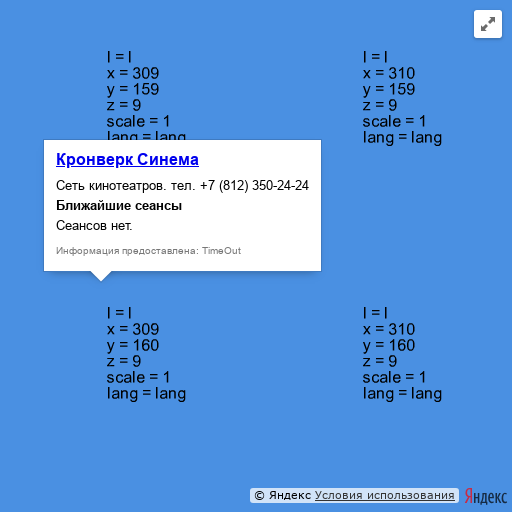 l = l
x = 309
y = 159
z = 9
scale = 1
lang = lang
l = l
x = 310
y = 159
z = 9
scale = 1
lang = lang
Кронверк Синема
Сеть кинотеатров. тел. +7 (812) 350-24-24
Ближайшие сеансы
Сеансов нет.
Информация предоставлена: TimeOut
l = l
x = 309
y = 160
z = 9
scale = 1
lang = lang
l = l
x = 310
y = 160
z = 9
scale = 1
lang = lang
© Яндекс Условия использования
Яндекс